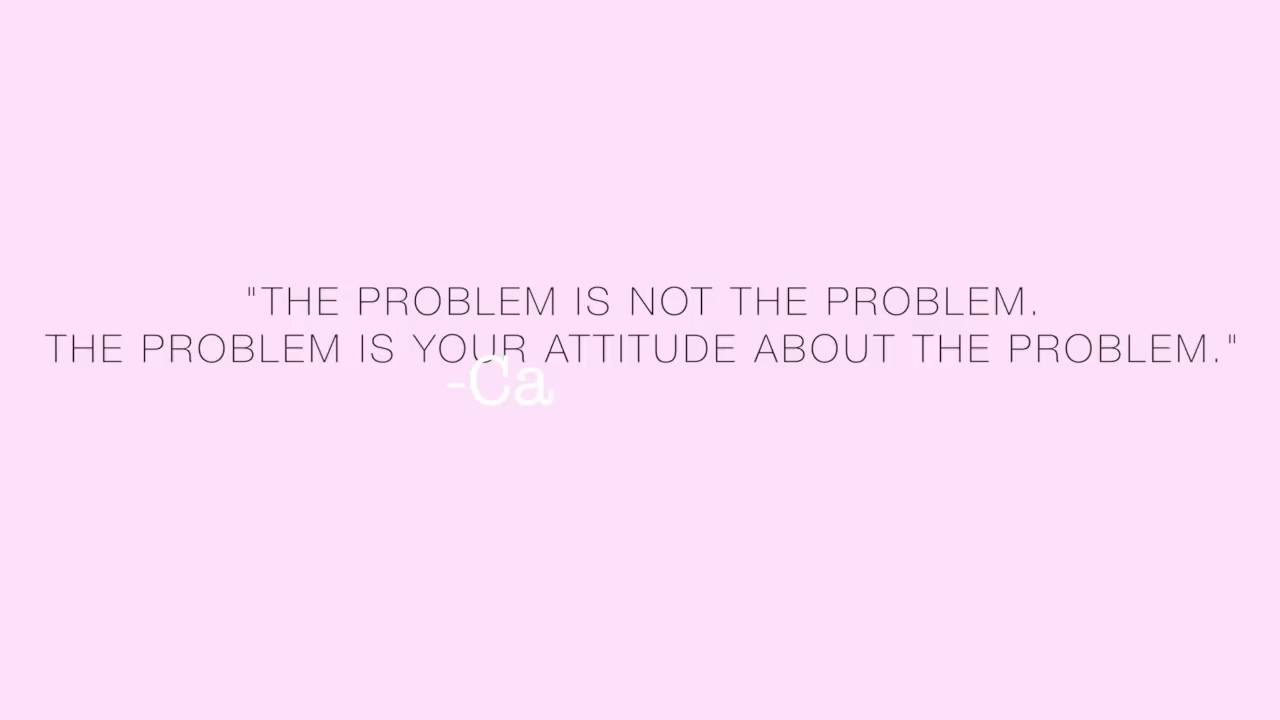 "THE PROBLEM IS NOT THE PROBLEM.
THE PROBLEM IS YOUR ATTITUDE ABOUT THE PROBLEM."
-Ca